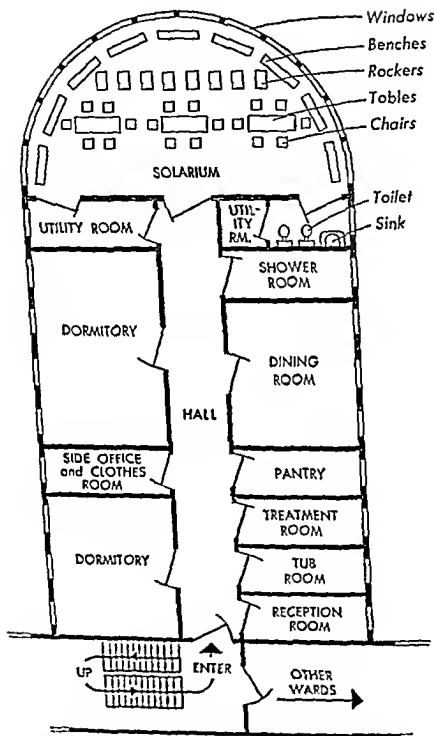 Windows
Benches
Rockers
Tobles
Chairs
SOLARIUM
Toilet
Sink
UTILITY ROOM
UTIL-
ITY
RM.
SHOWER
ROOM
DORMITORY
DINING
ROOM
HALL
SIDE OFFICE
and CLOTHES
ROOM
PANTRY
TREATMENT
ROOM
DORMITORY
TUB
ROOM
RECEPTION
ROOM
UP
ENTER
OTHER
WARDS